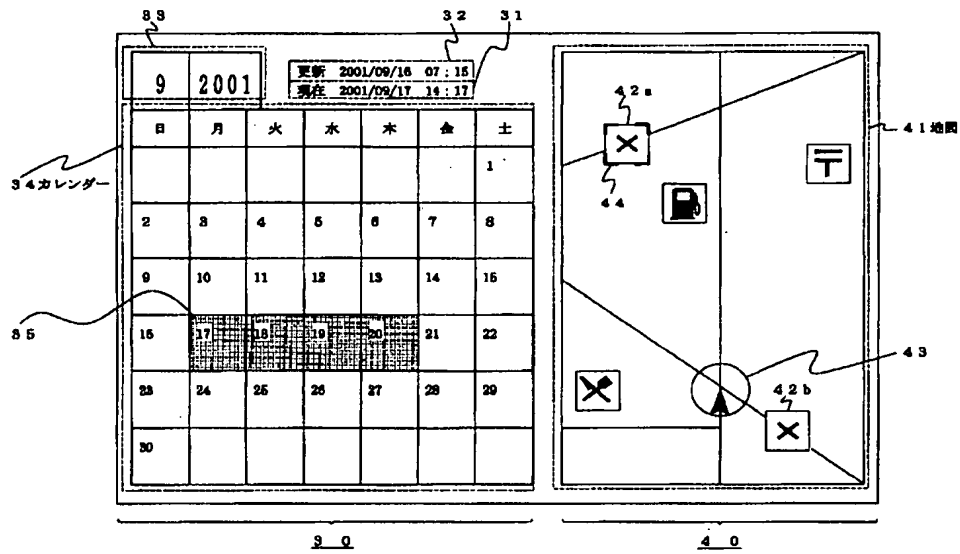 ３３
３２
３１
9 2001
更新 2001/09/16 07：15
現在 2001/09/17 14：17
４２a
４１地図
日 月 火 水 木 金 土
1
〒
３４カレンダー
４４
2 3 4 5 6 7 8
9 10 11 12 13 14 15
３５
15 17 18 19 20 21 22
４３
23 24 25 26 27 28 29
４２b
30
３０
４０